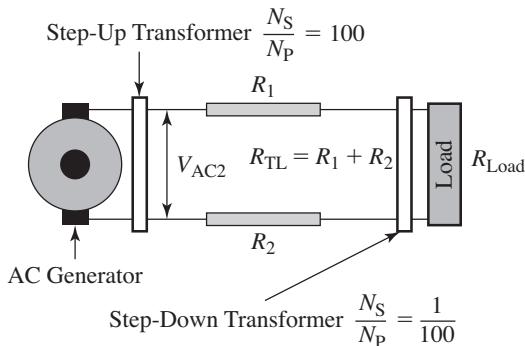 Step-Up Transformer N_S/N_P = 100
R_1
V_AC2
R_TL = R_1 + R_2
Load
R_Load
R_2
AC Generator
Step-Down Transformer N_S/N_P = 1/100